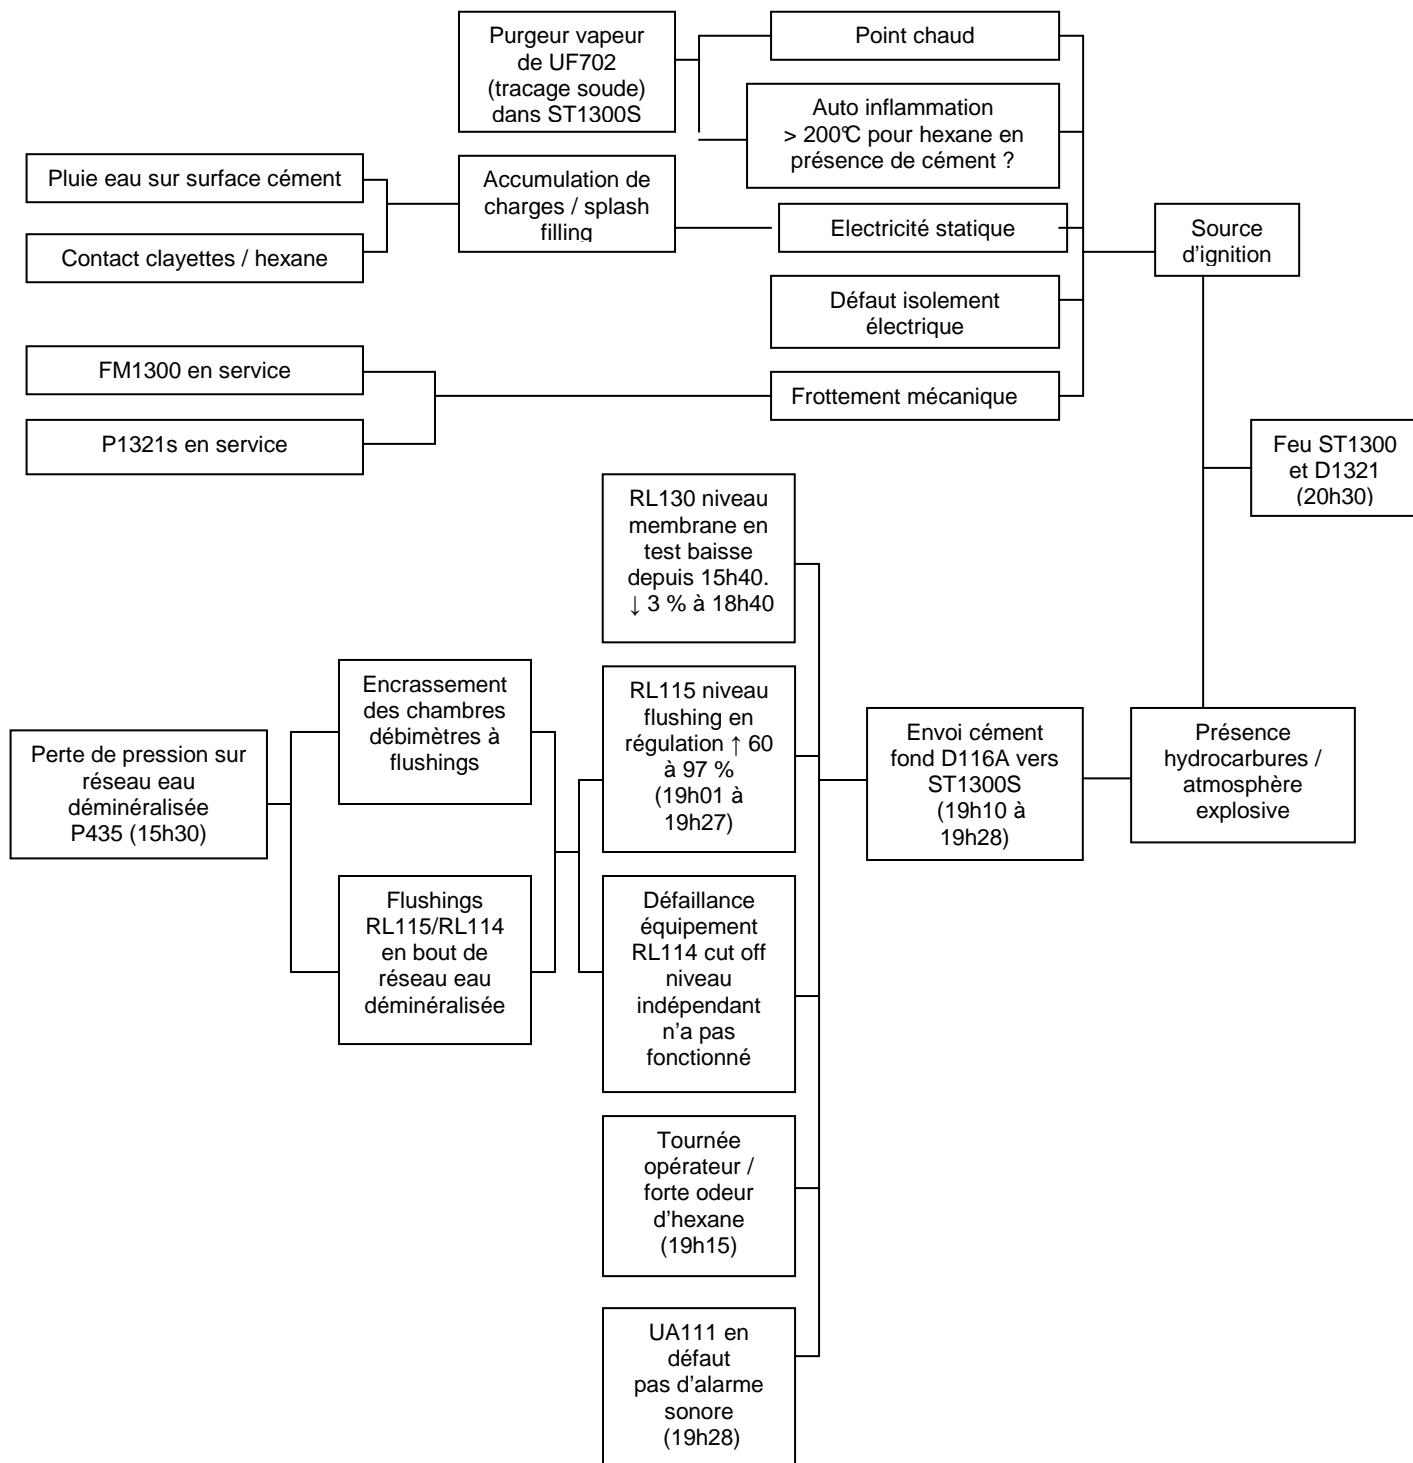 Purgeur vapeur
de UF702
(tracage soude)
dans ST1300S
Point chaud
Auto inflammation
> 200°C pour hexane en
présence de cément ?
Pluie eau sur surface cément
Contact clayettes / hexane
Accumulation de
charges / splash
filling
Electricité statique
Source
d'ignition
Défaut isolement
électrique
FM1300 en service
P1321s en service
Frottement mécanique
Feu ST1300
et D1321
(20h30)
RL130 niveau
membrane en
test baisse
depuis 15h40.
↓ 3 % à 18h40
Perte de pression sur
réseau eau
déminéralisée
P435 (15h30)
Encrassement
des chambres
débimètres à
flushings
Flushings
RL115/RL114
en bout de
réseau eau
déminéralisée
RL115 niveau
flushing en
régulation ↑ 60
à 97 %
(19h01 à
19h27)
Envoi cément
fond D116A vers
ST1300S
(19h10 à
19h28)
Présence
hydrocarbures /
atmosphère
explosive
Défaillance
équipement
RL114 cut off
niveau
indépendant
n'a pas
fonctionné
Tournée
opérateur /
forte odeur
d'hexane
(19h15)
UA111 en
défaut
pas d'alarme
sonore
(19h28)